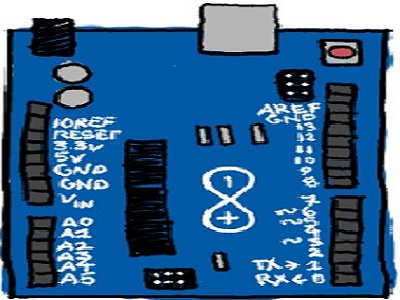 IOREF
RESET
3.3V
5V
GND
GND
VIN
A0
A1
A2
A3
A4
A5
AREF
GND
13
12
11
10
9
8
7
~6
~5
4
~3
2
TX→ 1
RX← 0